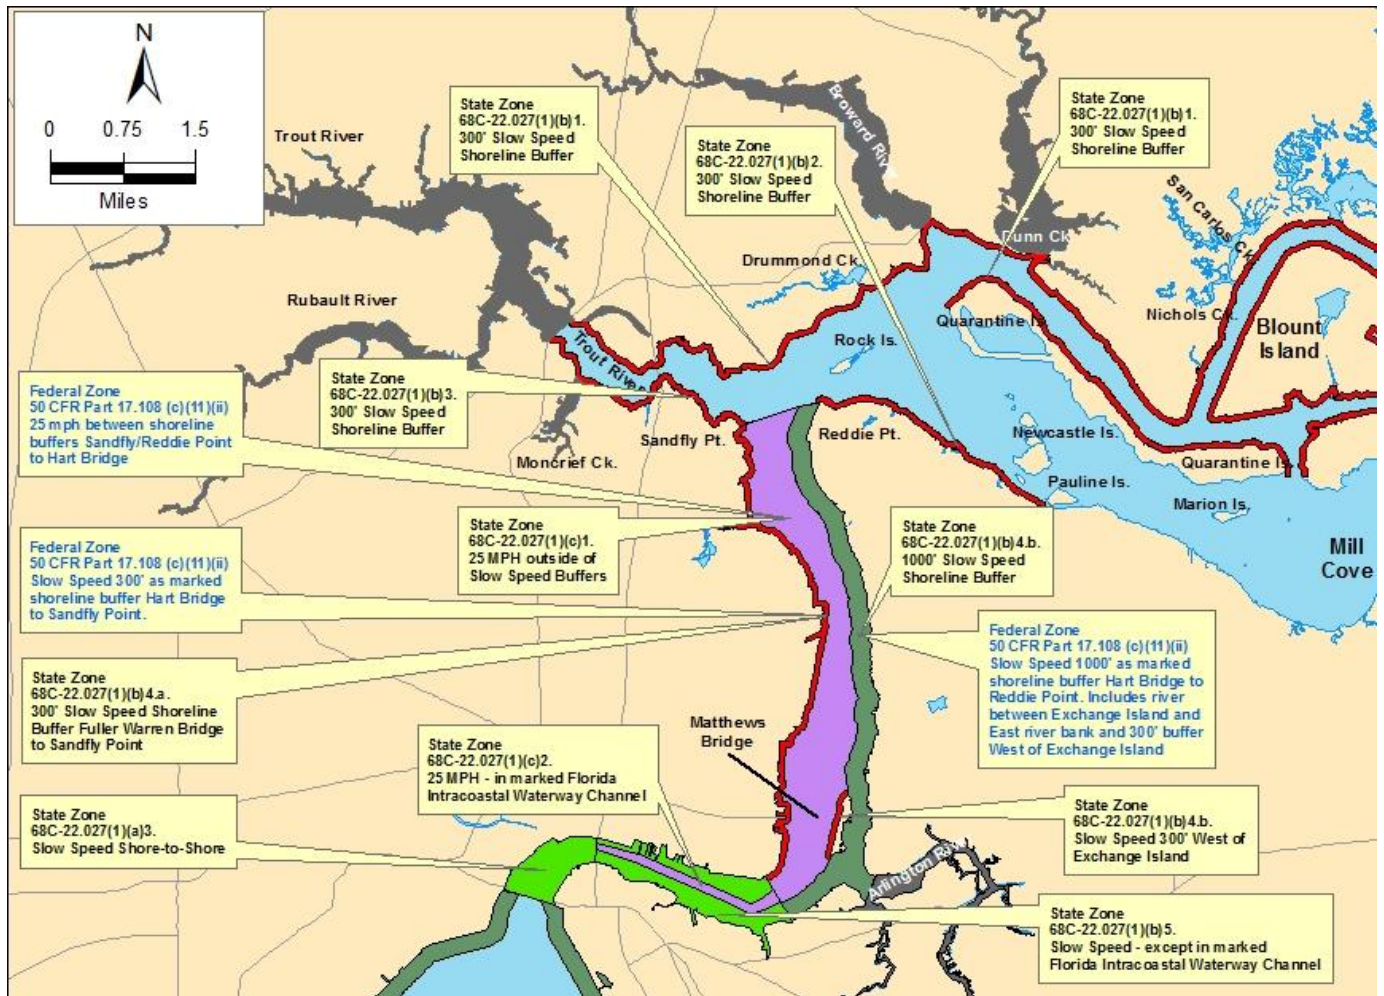 N
0 0.75 1.5
Miles
Trout River
State Zone
68C-22.027(1)(b)1.
300' Slow Speed
Shoreline Buffer
State Zone
68C-22.027(1)(b)2.
300' Slow Speed
Shoreline Buffer
Broward River
State Zone
68C-22.027(1)(b)1.
300' Slow Speed
Shoreline Buffer
San Carlos Ck.
Dunn Ck.
Drummond Ck.
Rubault River
Nichols Ck.
Quarantine Is.
Blount
Island
Rock Is.
Trout River
Federal Zone
50 CFR Part 17.108 (c)(11)(ii)
25 mph between shoreline
buffers Sandfly/Reddie Point
to Hart Bridge
State Zone
68C-22.027(1)(b)3.
300' Slow Speed
Shoreline Buffer
Sandfly Pt.
Reddie Pt.
Newcastle Is.
Moncrief Ck.
Quarantine Is.
Pauline Is.
Marion Is.
Mill
Cove
State Zone
68C-22.027(1)(c)1.
25 MPH outside of
Slow Speed Buffers
State Zone
68C-22.027(1)(b)4.b.
1000' Slow Speed
Shoreline Buffer
Federal Zone
50 CFR Part 17.108 (c)(11)(ii)
Slow Speed 300' as marked
shoreline buffer Hart Bridge
to Sandfly Point.
Federal Zone
50 CFR Part 17.108 (c)(11)(ii)
Slow Speed 1000' as marked
shoreline buffer Hart Bridge to
Reddie Point. Includes river
between Exchange Island and
East river bank and 300' buffer
West of Exchange Island
State Zone
68C-22.027(1)(b)4.a.
300' Slow Speed Shoreline
Buffer Fuller Warren Bridge
to Sandfly Point
Matthews
Bridge
State Zone
68C-22.027(1)(c)2.
25 MPH - in marked Florida
Intracoastal Waterway Channel
State Zone
68C-22.027(1)(a)3.
Slow Speed Shore-to-Shore
State Zone
68C-22.027(1)(b)4.b.
Slow Speed 300' West of
Exchange Island
Arlington River
State Zone
68C-22.027(1)(b)5.
Slow Speed - except in marked
Florida Intracoastal Waterway Channel